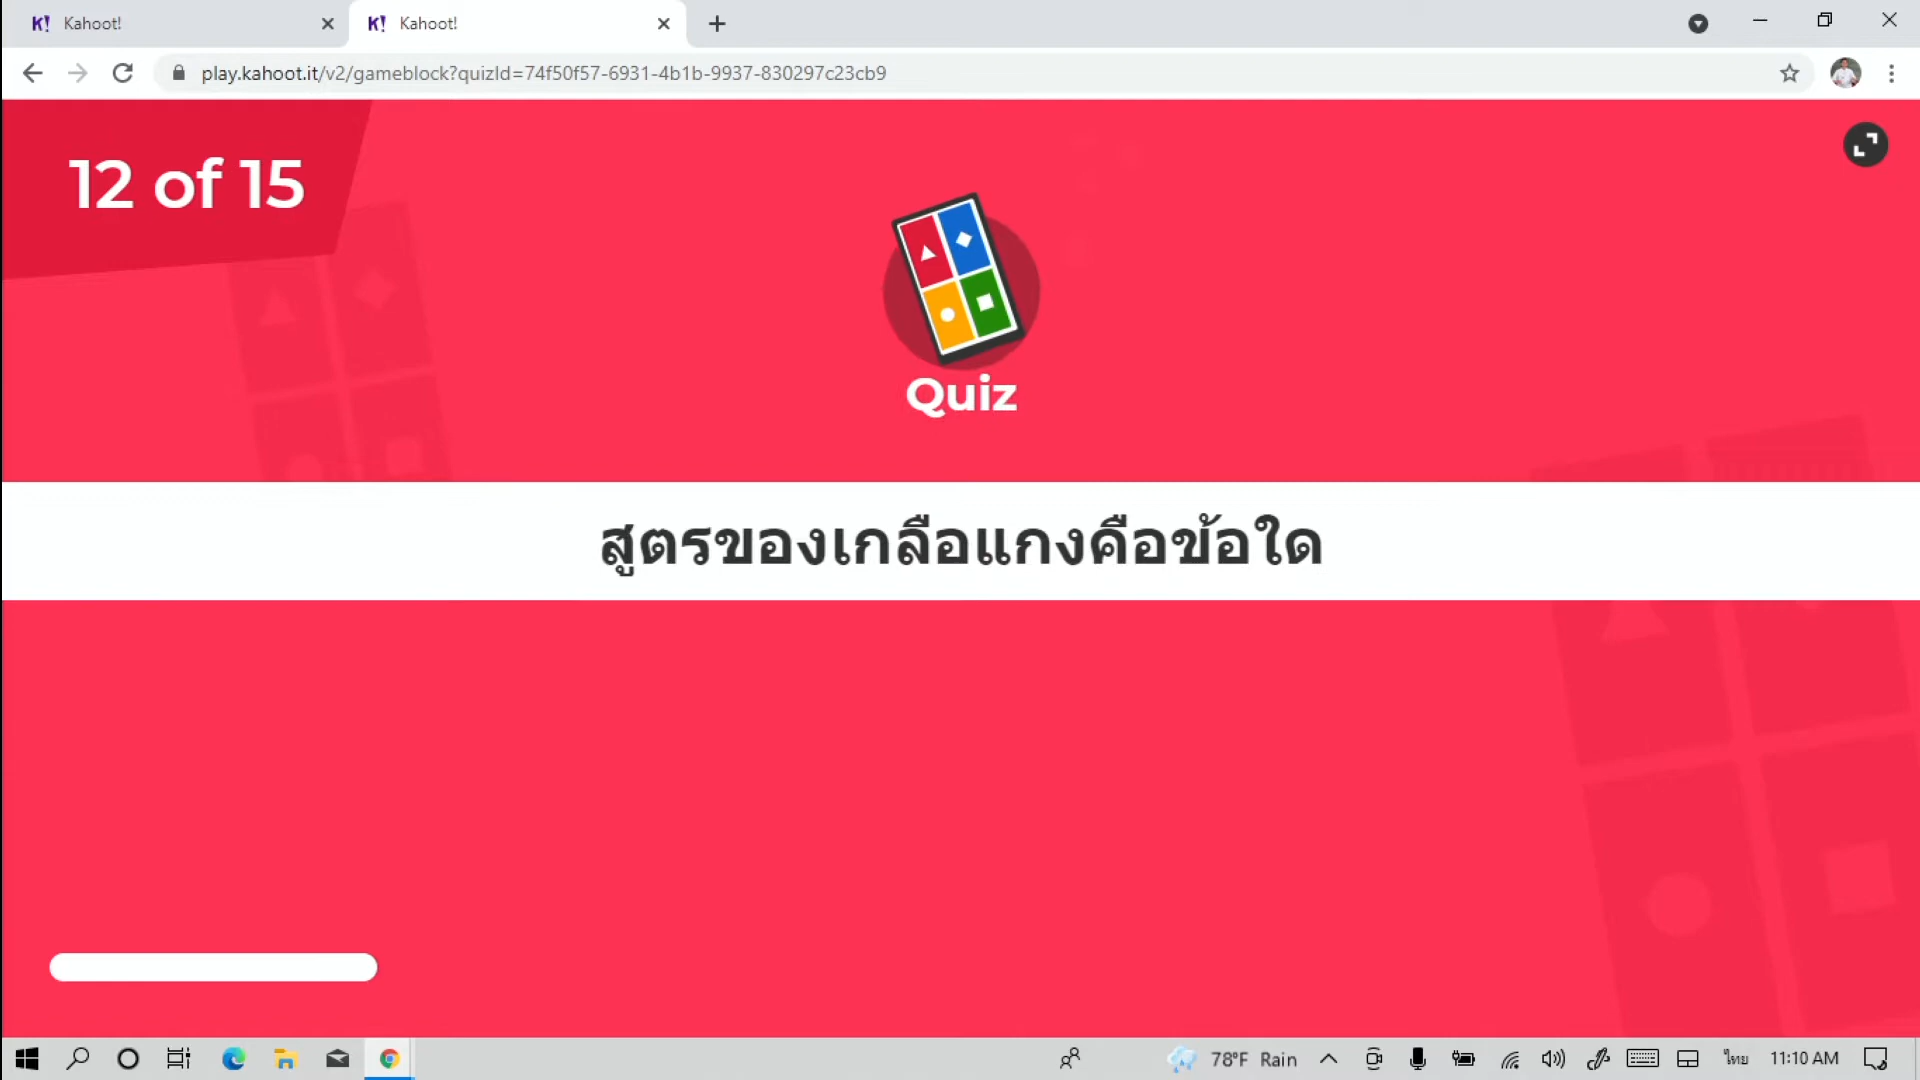 K! Kahoot!
K! Kahoot!
play.kahoot.it/v2/gameblock?quizId=74f50f57-6931-4b1b-9937-830297c23cb9
12 of 15
Quiz
สูตรของเกลือแกงคือข้อใด
78°F Rain
ไทย
11:10 AM